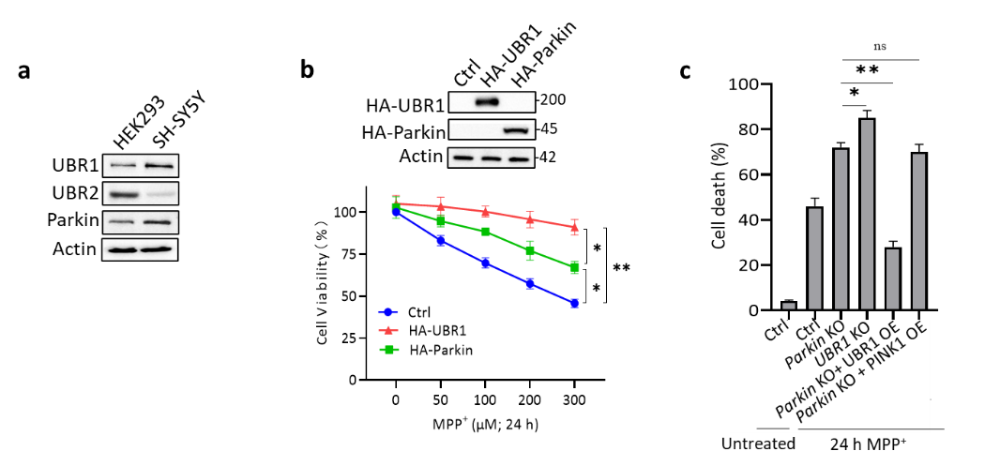 a
HEK293
SH-SY5Y
UBR1
UBR2
Parkin
Actin
b
Ctrl
HA-UBR1
HA-Parkin
HA-UBR1
200
HA-Parkin
45
Actin
42
Cell Viability (%)
100
75
50
25
0
Ctrl
HA-UBR1
HA-Parkin
*
*
**
0 50 100 200 300
MPP⁺ (μM; 24 h)
c
ns
**
*
Cell death (%)
100
80
60
40
20
0
Ctrl
Ctrl
Parkin KO
UBR1 KO
Parkin KO+ UBR1 OE
Parkin KO + PINK1 OE
Untreated
24 h MPP⁺